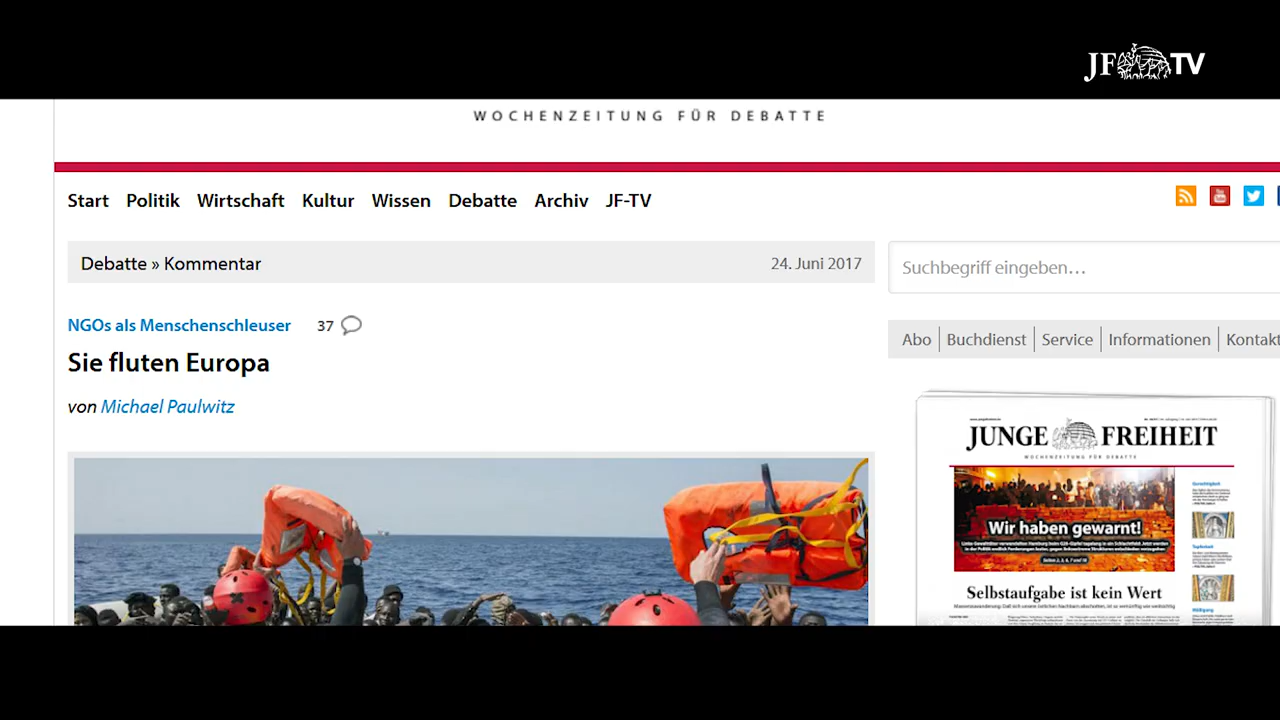 JF TV
WOCHENZEITUNG FÜR DEBATTE
Start Politik Wirtschaft Kultur Wissen Debatte Archiv JF-TV
Debatte » Kommentar 24. Juni 2017
Suchbegriff eingeben...
NGOs als Menschenschleuser 37
Abo Buchdienst Service Informationen Kontakt
Sie fluten Europa
von Michael Paulwitz
JUNGE FREIHEIT
WOCHENZEITUNG FÜR DEBATTE
Wir haben gewarnt!
Selbstaufgabe ist kein Wert